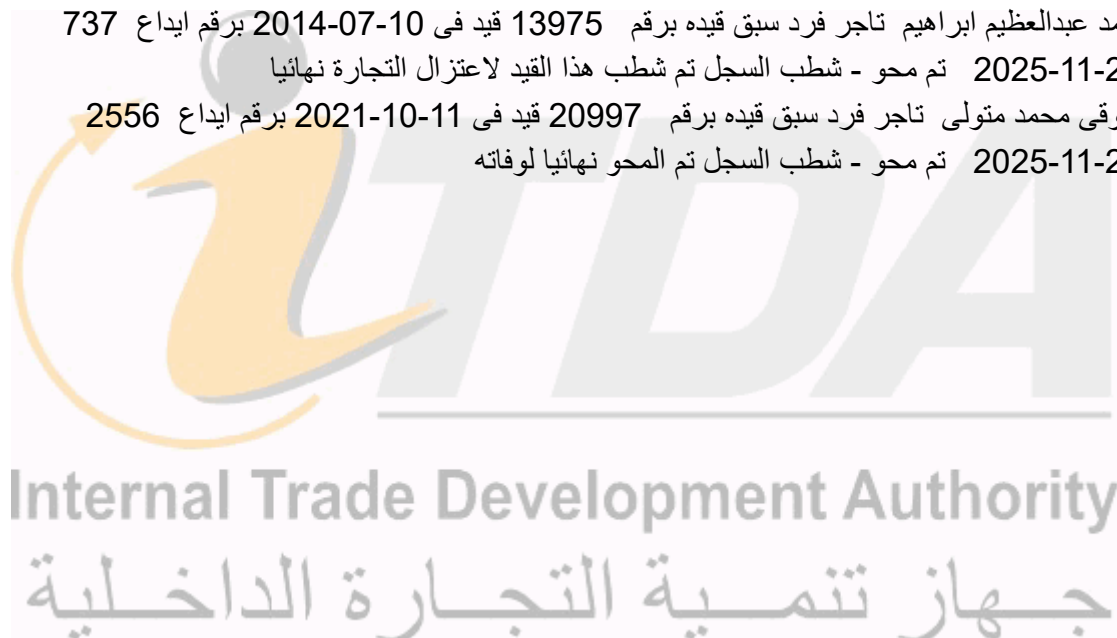 عبدالعظيم ابراهيم تاجر فرد سبق قيده برقم 13975 قيد فى 10-07-2014 برقم ايداع 737
2025-11-2 تم محو - شطب السجل تم شطب هذا القيد لاعتزال التجارة نهائيا
محمد متولى تاجر فرد سبق قيده برقم 20997 قيد فى 11-10-2021 برقم ايداع 2556
2025-11-2 تم محو - شطب السجل تم المحو نهائيا لوفاته
iTDA
Internal Trade Development Authority
جهاز تنمية التجارة الداخلية